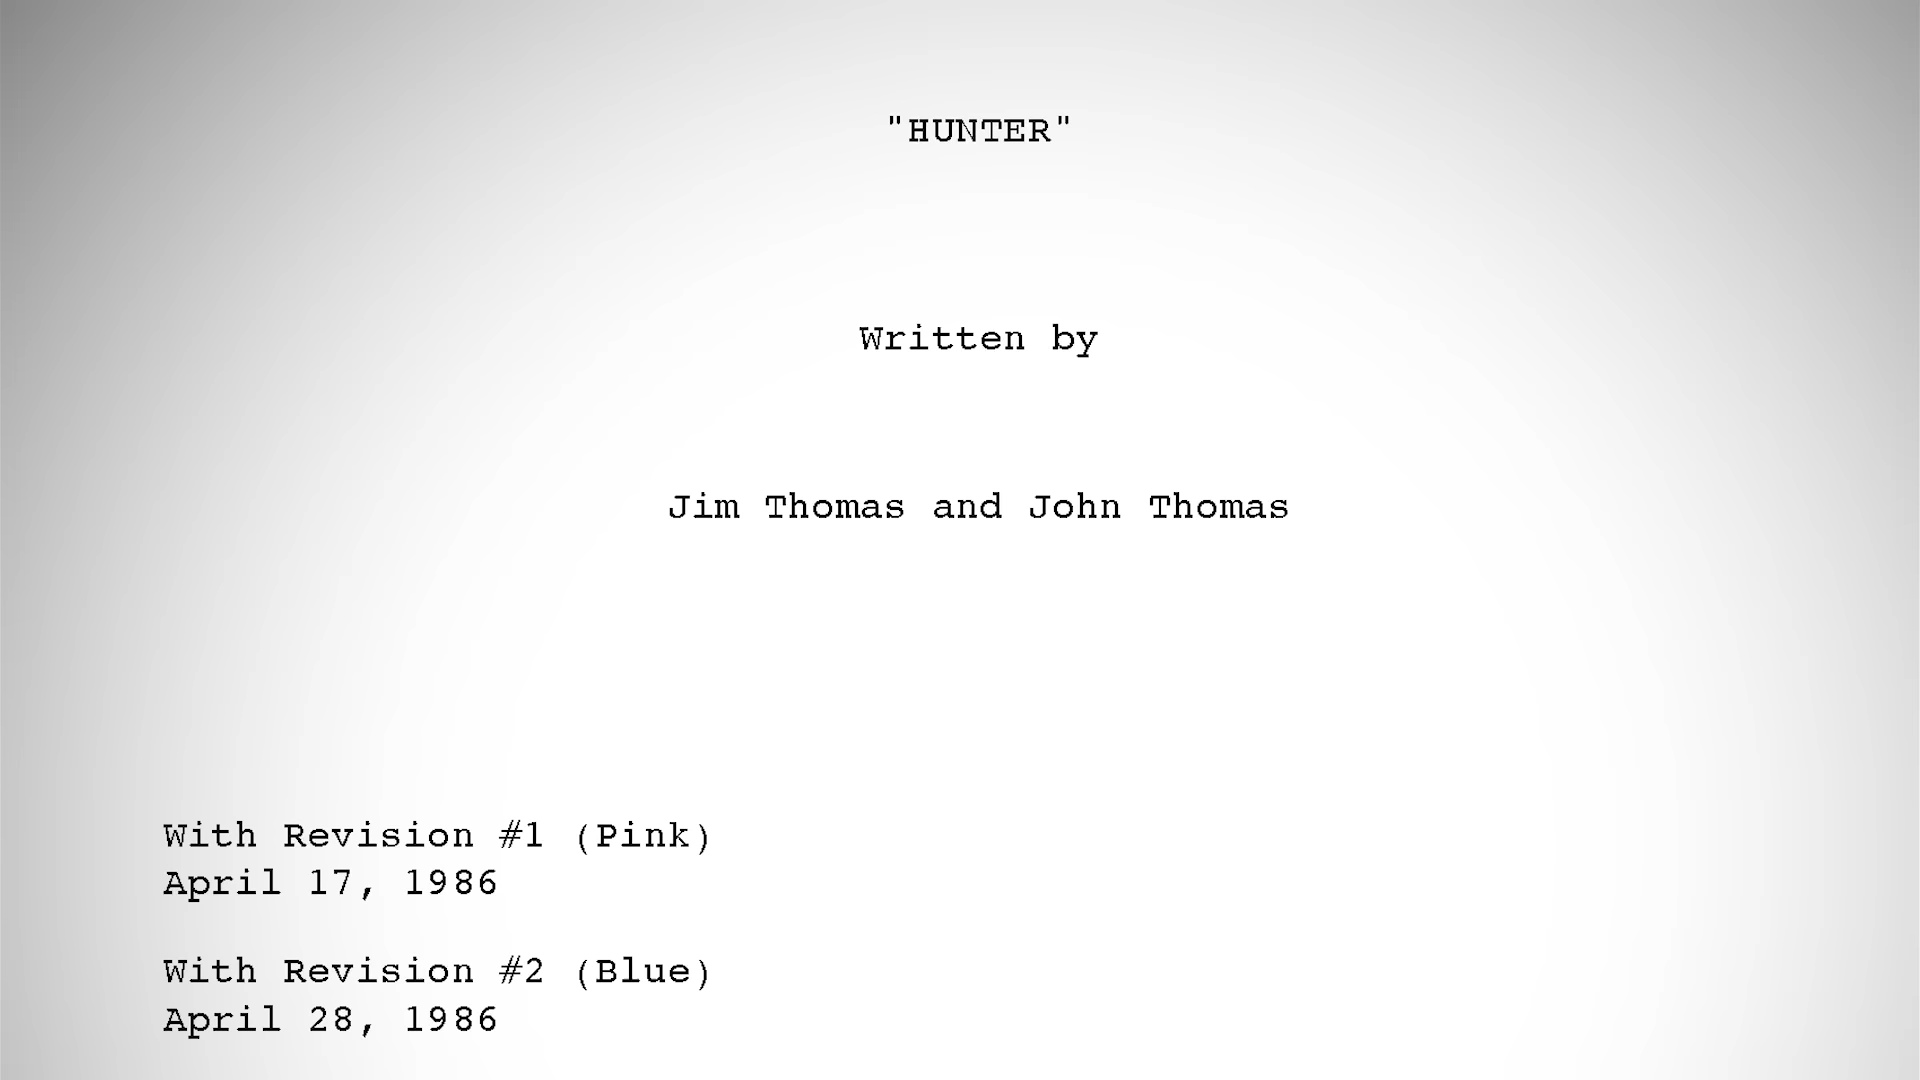 "HUNTER"
Written by
Jim Thomas and John Thomas
With Revision #1 (Pink)
April 17, 1986
With Revision #2 (Blue)
April 28, 1986